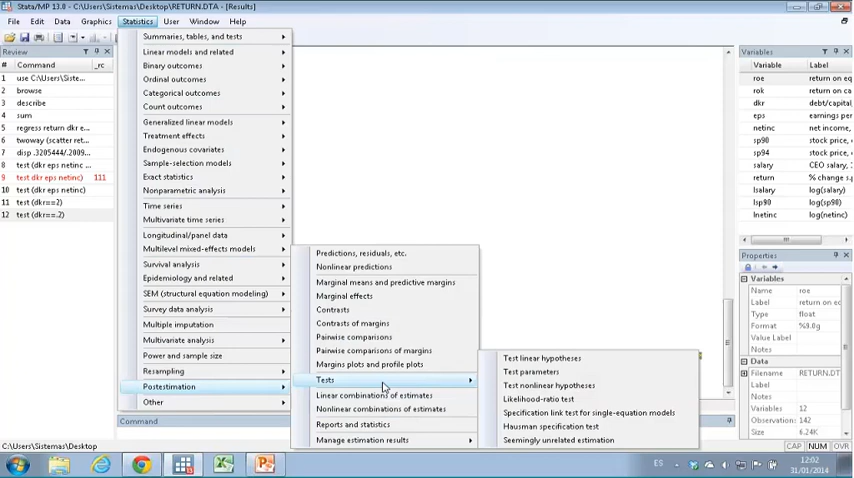 Stata/MP 13.0 - C:\Users\Sistemas\Desktop\RETURN.DTA - [Results]
File Edit Data Graphics Statistics User Window Help
Review
# Command _rc
1 use C:\Users\Siste...
2 browse
3 describe
4 sum
5 regress return dkr e...
6 twoway (scatter ret...
7 disp .3205444/.2009...
8 test (dkr eps netinc ...
9 test dkr eps netinc) 111
10 test (dkr eps netinc)
11 test (dkr==2)
12 test (dkr==.2)
Summaries, tables, and tests
Linear models and related
Binary outcomes
Ordinal outcomes
Categorical outcomes
Count outcomes
Generalized linear models
Treatment effects
Endogenous covariates
Sample-selection models
Exact statistics
Nonparametric analysis
Time series
Multivariate time series
Longitudinal/panel data
Multilevel mixed-effects models
Survival analysis
Epidemiology and related
SEM (structural equation modeling)
Survey data analysis
Multiple imputation
Multivariate analysis
Power and sample size
Resampling
Postestimation
Other
Predictions, residuals, etc.
Nonlinear predictions
Marginal means and predictive margins
Marginal effects
Contrasts
Contrasts of margins
Pairwise comparisons
Pairwise comparisons of margins
Margins plots and profile plots
Tests
Linear combinations of estimates
Nonlinear combinations of estimates
Reports and statistics
Manage estimation results
Test linear hypotheses
Test parameters
Test nonlinear hypotheses
Likelihood-ratio test
Specification link test for single-equation models
Hausman specification test
Seemingly unrelated estimation
Variables
Variable Label
roe return on eq
rok return on ca
dkr debt/capital,
eps earnings per
netinc net income,
sp90 stock price,
sp94 stock price,
salary CEO salary, 1
return % change s.p
lsalary log(salary)
lsp90 log(sp90)
lnetinc log(netinc)
Properties
Variables
Name roe
Label return on eq
Type float
Format %9.0g
Value Label
Notes
Data
Filename RETURN.DTA
Label
Notes
Variables 12
Observation 142
Size 6.24K
Command
C:\Users\Sistemas\Desktop
CAP NUM OVR
ES
12:02
31/01/2014